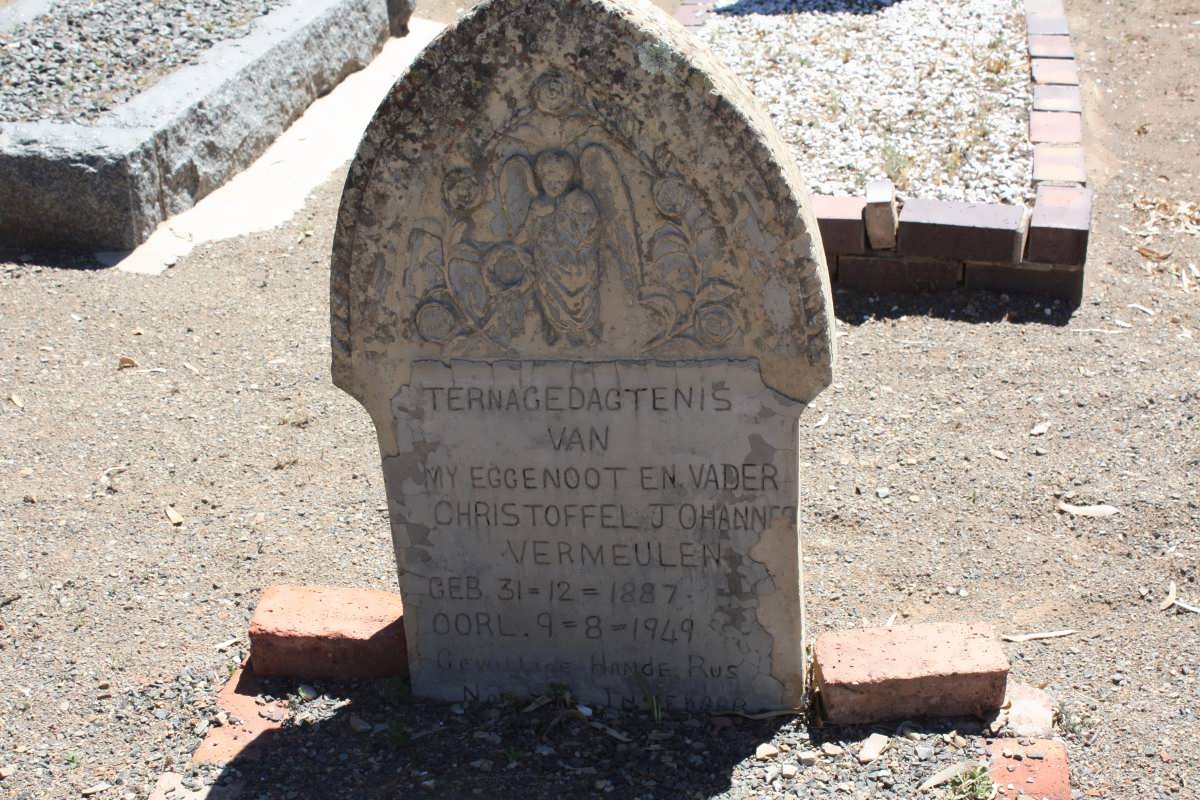 TERNAGEDAGTENIS
VAN
MY EGGENOOT EN VADER
CHRISTOFFEL JOHANNES
VERMEULEN
GEB. 31=12=1887.
OORL. 9=8=1949
GEWILLIGE HANDE RUS